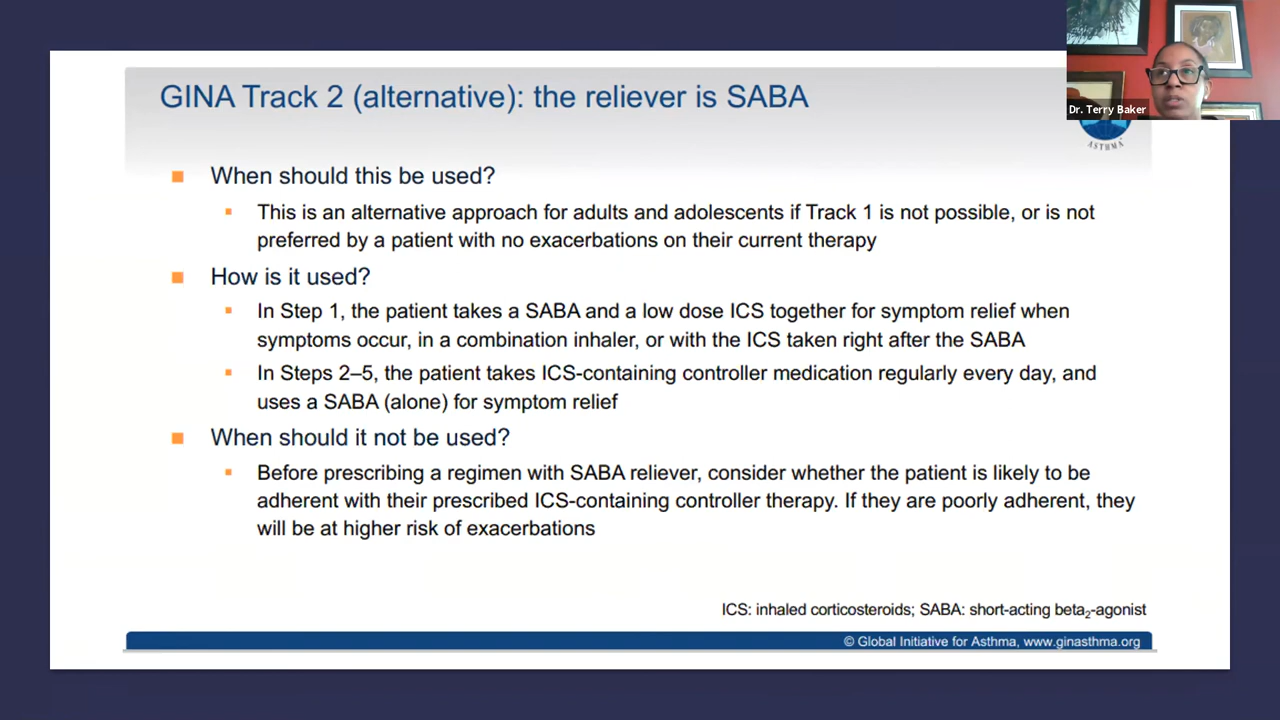 GINA Track 2 (alternative): the reliever is SABA
Dr. Terry Baker
ASTHMA
When should this be used?
This is an alternative approach for adults and adolescents if Track 1 is not possible, or is not
preferred by a patient with no exacerbations on their current therapy
How is it used?
In Step 1, the patient takes a SABA and a low dose ICS together for symptom relief when
symptoms occur, in a combination inhaler, or with the ICS taken right after the SABA
In Steps 2–5, the patient takes ICS-containing controller medication regularly every day, and
uses a SABA (alone) for symptom relief
When should it not be used?
Before prescribing a regimen with SABA reliever, consider whether the patient is likely to be
adherent with their prescribed ICS-containing controller therapy. If they are poorly adherent, they
will be at higher risk of exacerbations
ICS: inhaled corticosteroids; SABA: short-acting beta₂-agonist
© Global Initiative for Asthma, www.ginasthma.org